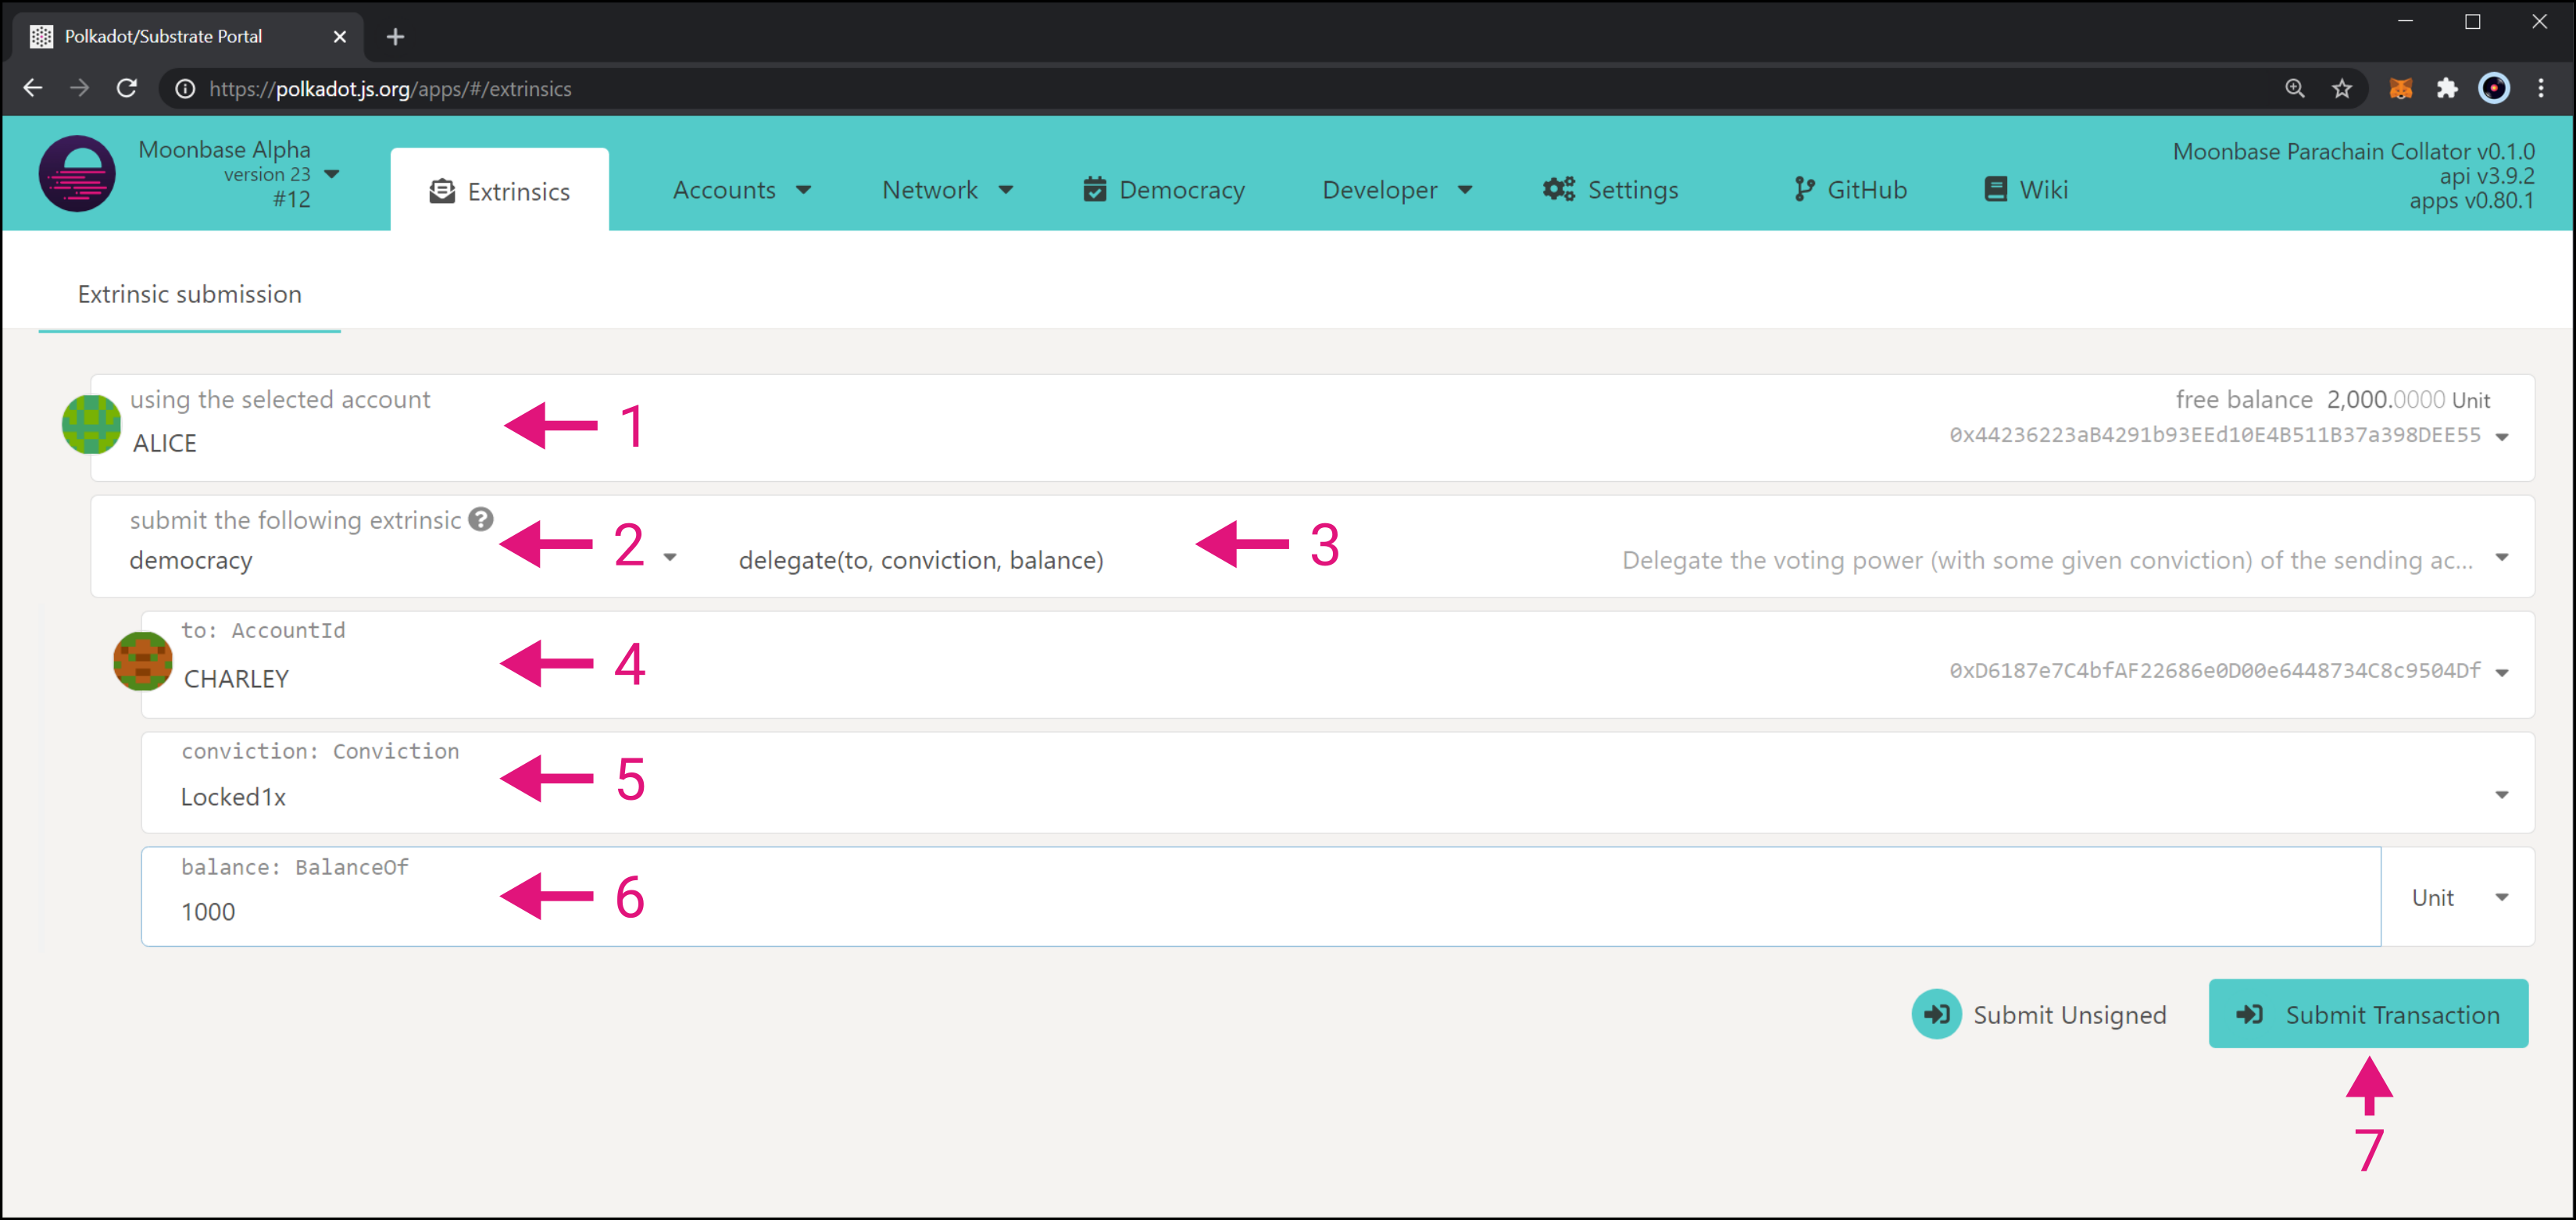 Polkadot/Substrate Portal
https://polkadot.js.org/apps/#/extrinsics
Moonbase Alpha
version 23
#12
Extrinsics
Accounts
Network
Democracy
Developer
Settings
GitHub
Wiki
Moonbase Parachain Collator v0.1.0
api v3.9.2
apps v0.80.1
Extrinsic submission
using the selected account
ALICE
1
free balance 2,000.0000 Unit
0x44236223aB4291b93EEd10E4B511B37a398DEE55
submit the following extrinsic ?
democracy
2
delegate(to, conviction, balance)
3
Delegate the voting power (with some given conviction) of the sending ac...
to: AccountId
CHARLEY
4
0xD6187e7C4bfAF22686e0D00e6448734C8c9504Df
conviction: Conviction
Locked1x
5
balance: BalanceOf
1000
6
Unit
Submit Unsigned
Submit Transaction
7